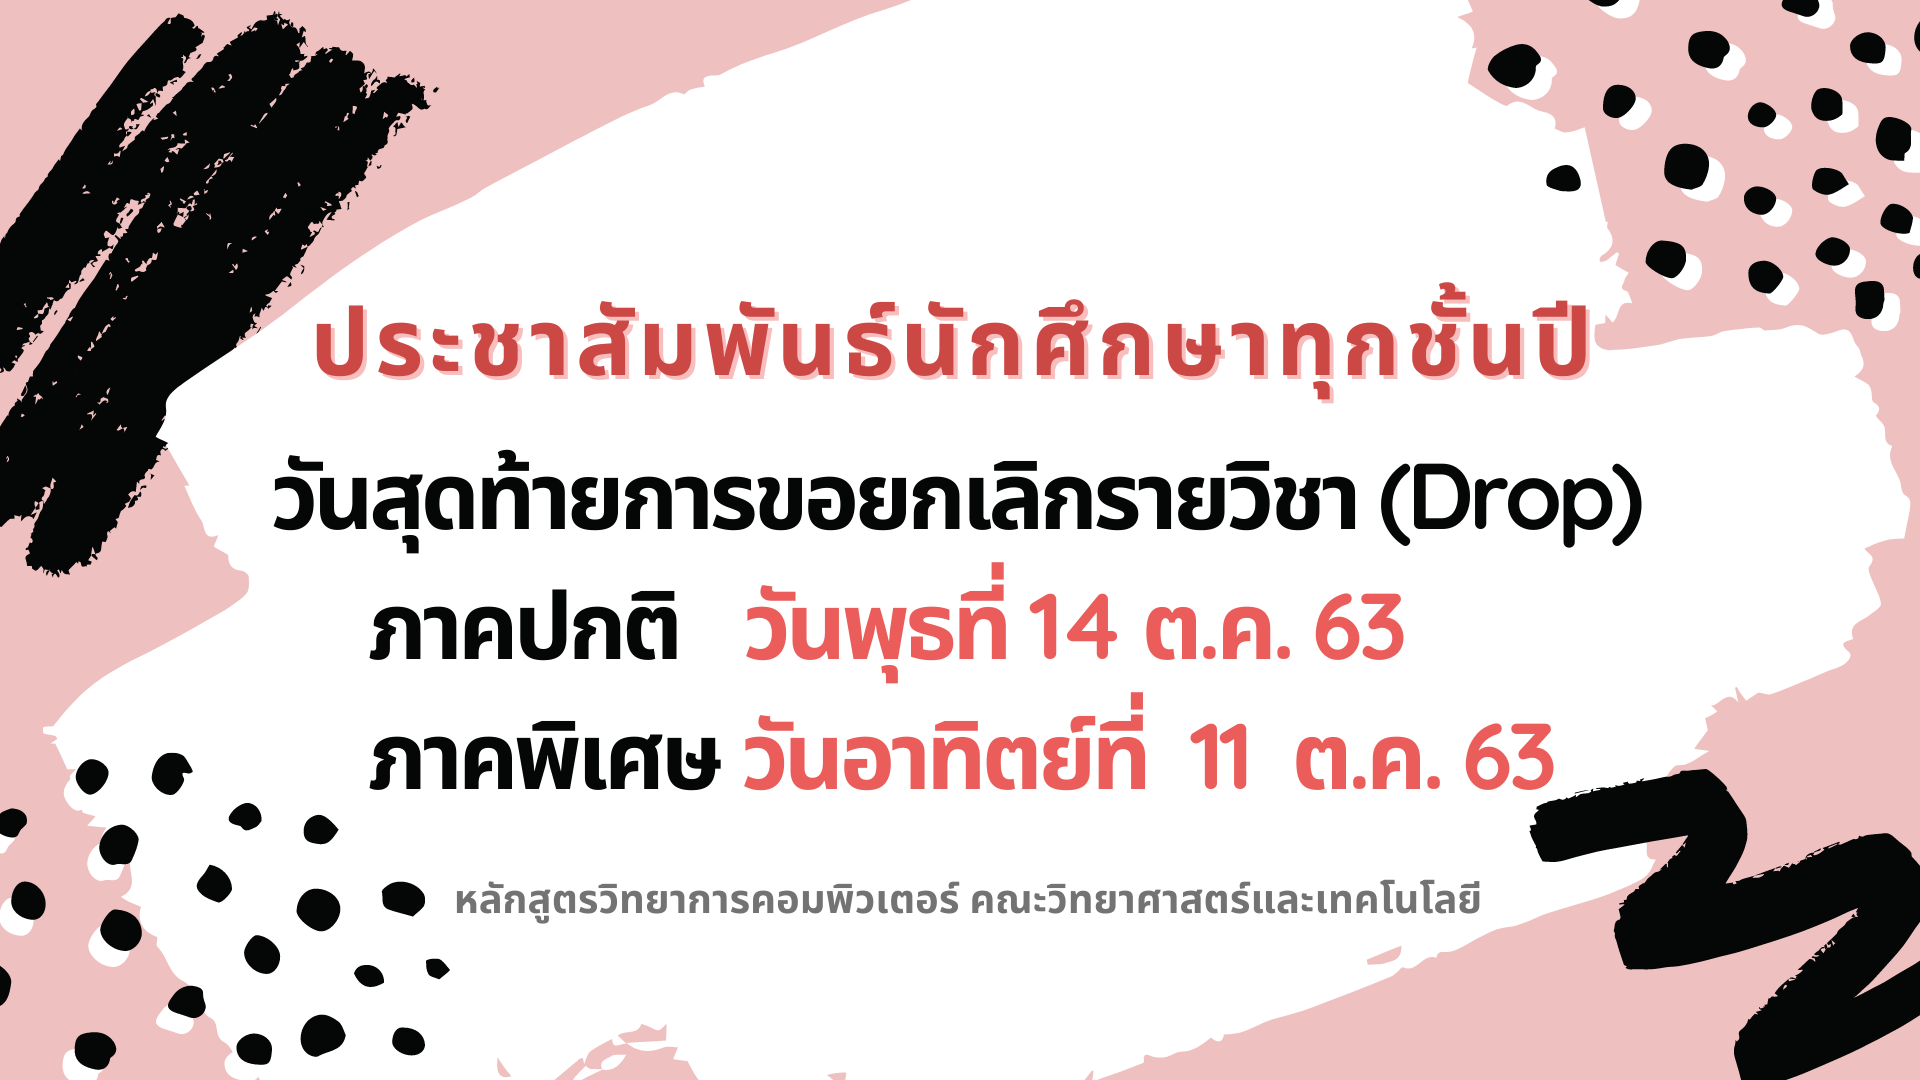 ประชาสัมพันธ์นักศึกษาทุกชั้นปี
วันสุดท้ายการขอยกเลิกรายวิชา (Drop)
ภาคปกติ วันพุธที่ 14 ต.ค. 63
ภาคพิเศษ วันอาทิตย์ที่ 11 ต.ค. 63
หลักสูตรวิทยาการคอมพิวเตอร์ คณะวิทยาศาสตร์และเทคโนโลยี